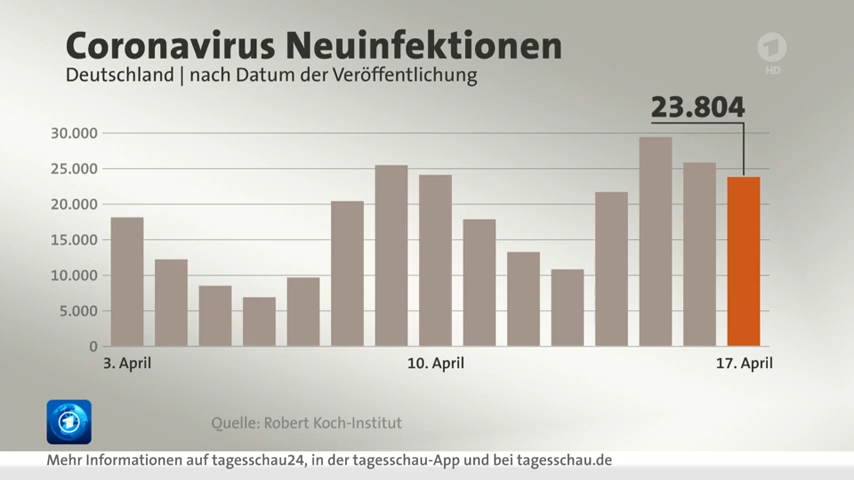 Coronavirus Neuinfektionen
Deutschland | nach Datum der Veröffentlichung
1
HD
23.804
30.000
25.000
20.000
15.000
10.000
5.000
0
3. April
10. April
17. April
Quelle: Robert Koch-Institut
Mehr Informationen auf tagesschau24, in der tagesschau-App und bei tagesschau.de